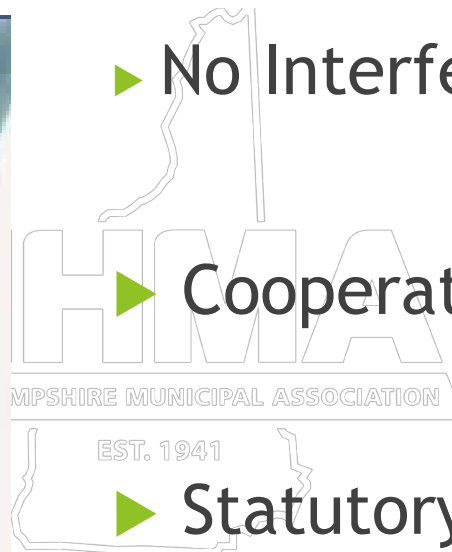 ► No Interfe
HMA
► Cooperat
MPSHIRE MUNICIPAL ASSOCIATION
EST. 1941
► Statutory